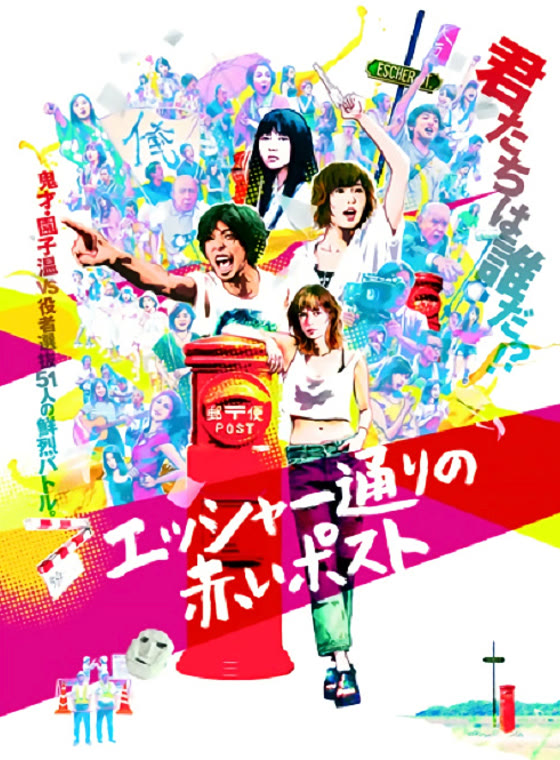 君たちは誰だ!?
ESCHER ST.
俺
鬼才・園子温VS役者選抜51人の鮮烈バトル。
郵〒便
POST
エッシャー通りの
赤いポスト